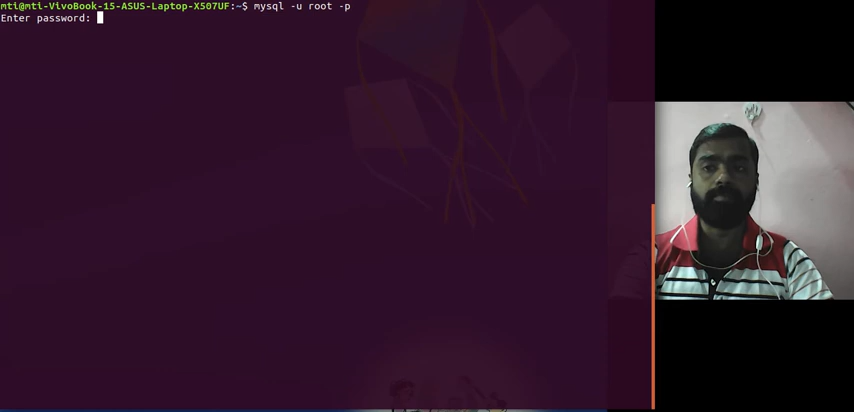 mti@mti-VivoBook-15-ASUS-Laptop-X507UF:~$ mysql -u root -p
Enter password: